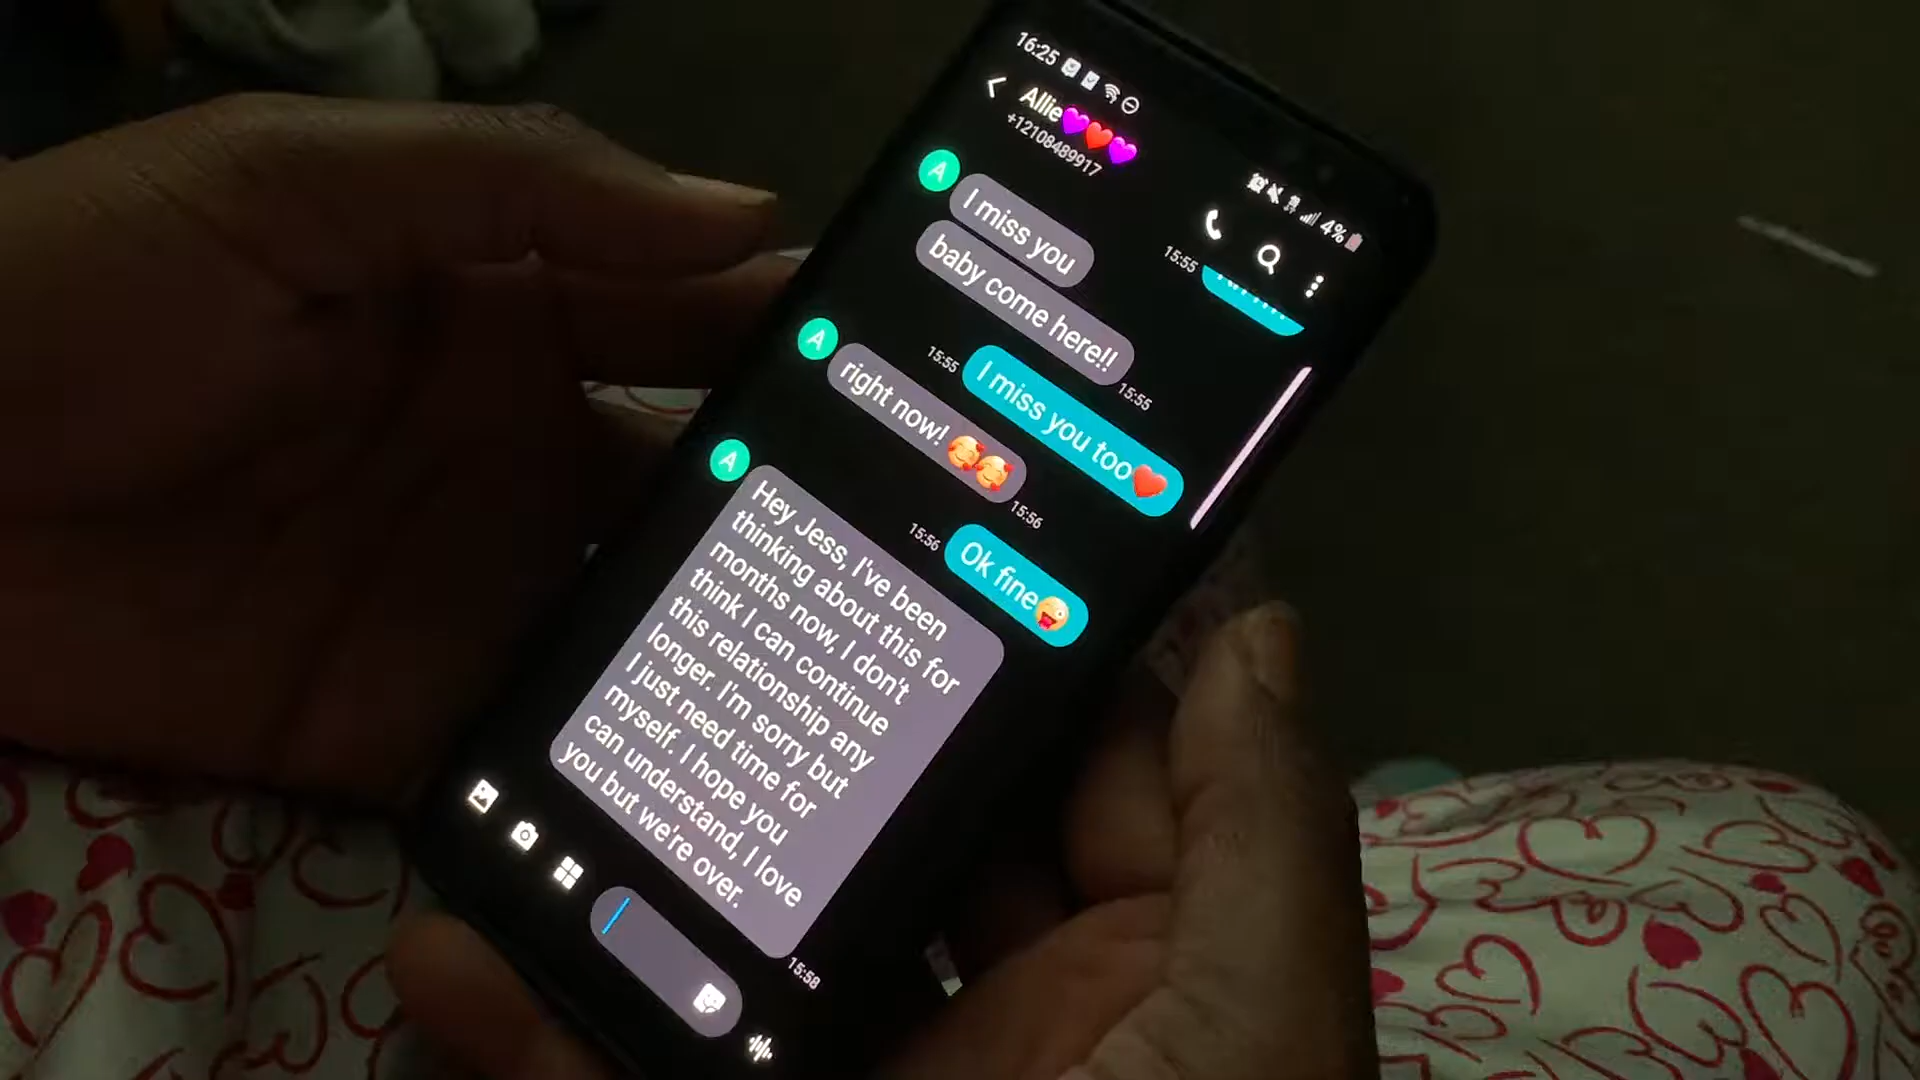 16:25
4%
Allie💜❤️💜
+12108489917
15:55
A
I miss you
baby come here!!
15:55
15:55
I miss you too❤️
A
right now! 🥰🥰
15:56
15:56
Ok fine🤪
A
Hey Jess, I've been
thinking about this for
months now, I don't
think I can continue
this relationship any
longer. I'm sorry but
I just need time for
myself. I hope you
can understand, I love
you but we're over.
15:58